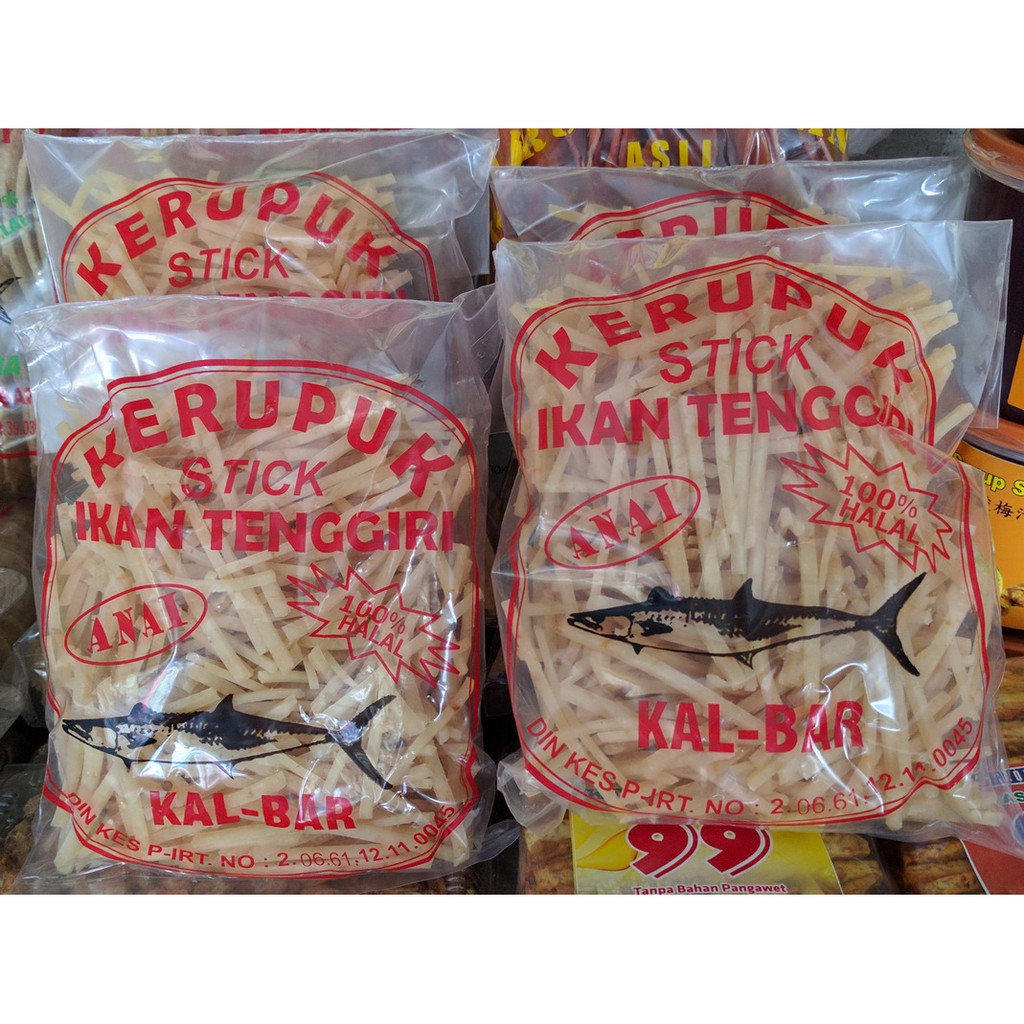 ASLI
KERUPUK
STICK
KERUPUK
KERUPUK
STICK
IKAN TENGGIRI
ANAI
100%
HALAL
KAL-BAR
DIN KES P-IRT. NO : 2.06.61.12.11.0045
KERUPUK
STICK
IKAN TENGGIRI
ANAI
100%
HALAL
KAL-BAR
DIN KES P-IRT. NO : 2.06.61.12.11.0045
99
Tanpa Bahan Pangawet